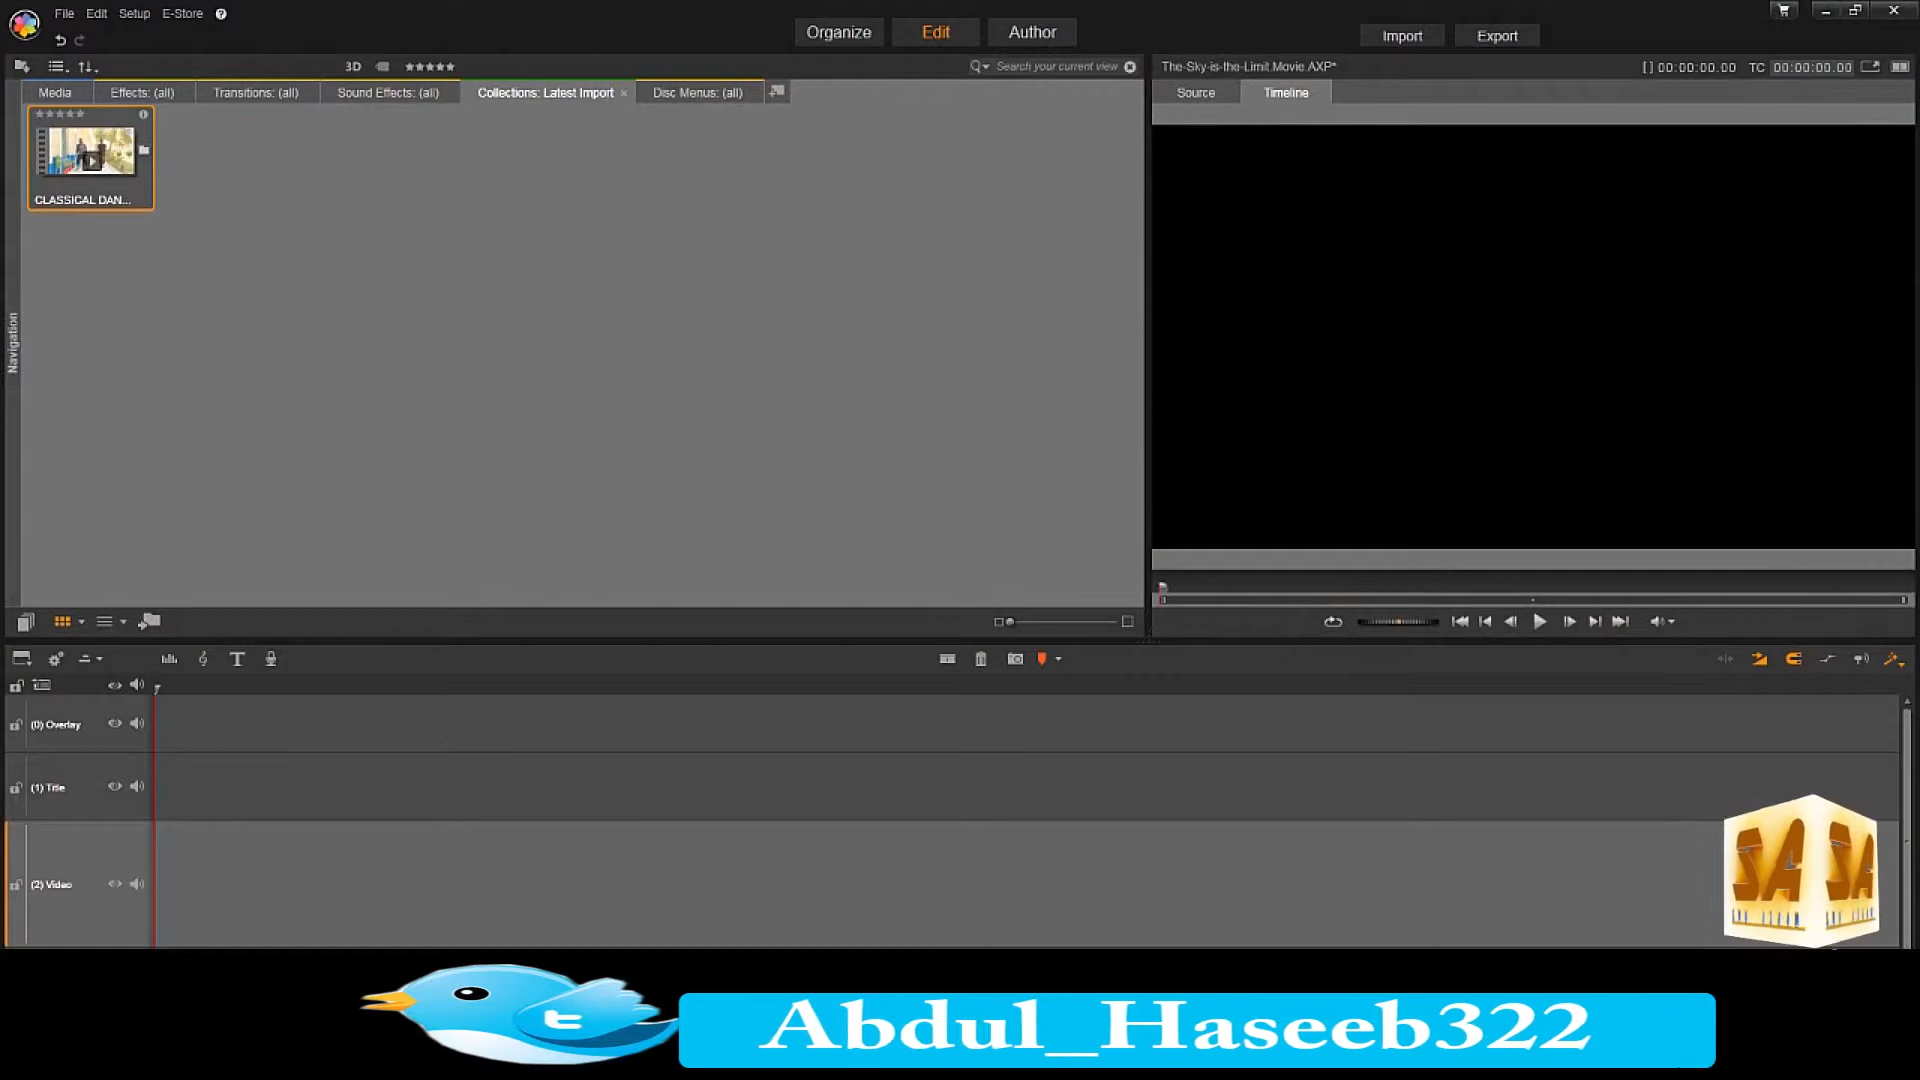 File Edit Setup E-Store ?
Organize Edit Author
Import Export
3D
Search your current view
The-Sky-is-the-Limit.Movie.AXP*
[ ] 00:00:00.00 TC 00:00:00.00
Media Effects: (all) Transitions: (all) Sound Effects: (all) Collections: Latest Import × Disc Menus: (all)
Source Timeline
CLASSICAL DAN...
Navigation
T
(0) Overlay
(1) Title
(2) Video
SA SA
t
Abdul_Haseeb322